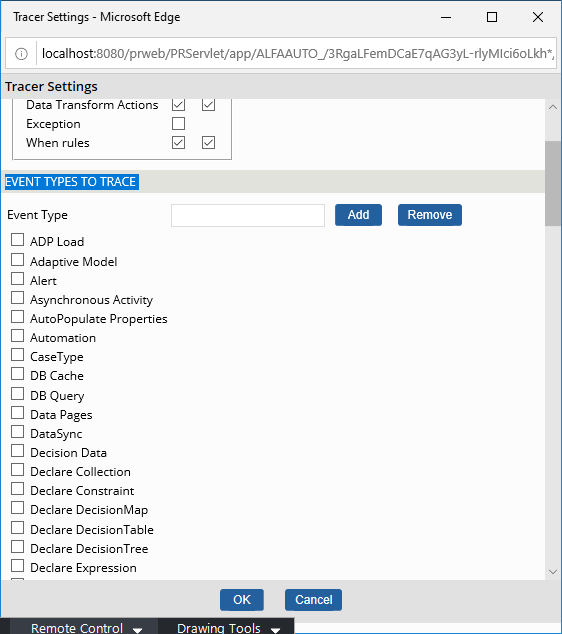 Tracer Settings - Microsoft Edge
localhost:8080/prweb/PRServlet/app/ALFAAUTO_/3RgaLFemDCaE7qAG3yL-rlyMIci6oLkh*/
Tracer Settings
Data Transform Actions
Exception
When rules
EVENT TYPES TO TRACE
Event Type Add Remove
ADP Load
Adaptive Model
Alert
Asynchronous Activity
AutoPopulate Properties
Automation
CaseType
DB Cache
DB Query
Data Pages
DataSync
Decision Data
Declare Collection
Declare Constraint
Declare DecisionMap
Declare DecisionTable
Declare DecisionTree
Declare Expression
OK Cancel
Remote Control Drawing Tools